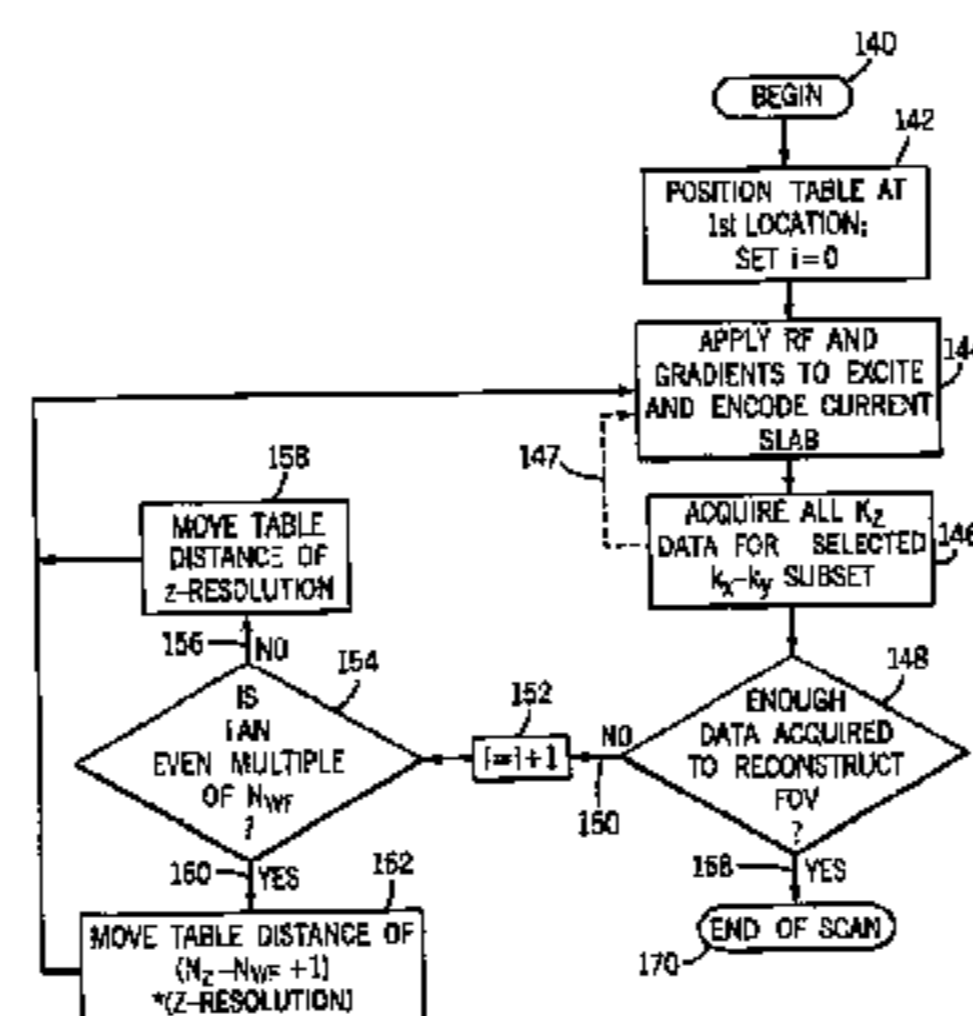 140
BEGIN
142
POSITION TABLE AT
1st LOCATION;
SET i=0
APPLY RF AND
GRADIENTS TO EXCITE
AND ENCODE CURRENT
SLAB
144
147
ACQUIRE ALL Kz
DATA FOR SELECTED
kx-ky SUBSET
146
158
MOVE TABLE
DISTANCE OF
z-RESOLUTION
156
NO
154
IS
i AN
EVEN MULTIPLE
OF NWF
?
152
i=i+1
NO
150
148
ENOUGH
DATA ACQUIRED
TO RECONSTRUCT
FOV
?
160
YES
162
168
YES
MOVE TABLE DISTANCE OF
(Nz-NWF +1)
*(Z-RESOLUTION)
END OF SCAN
170